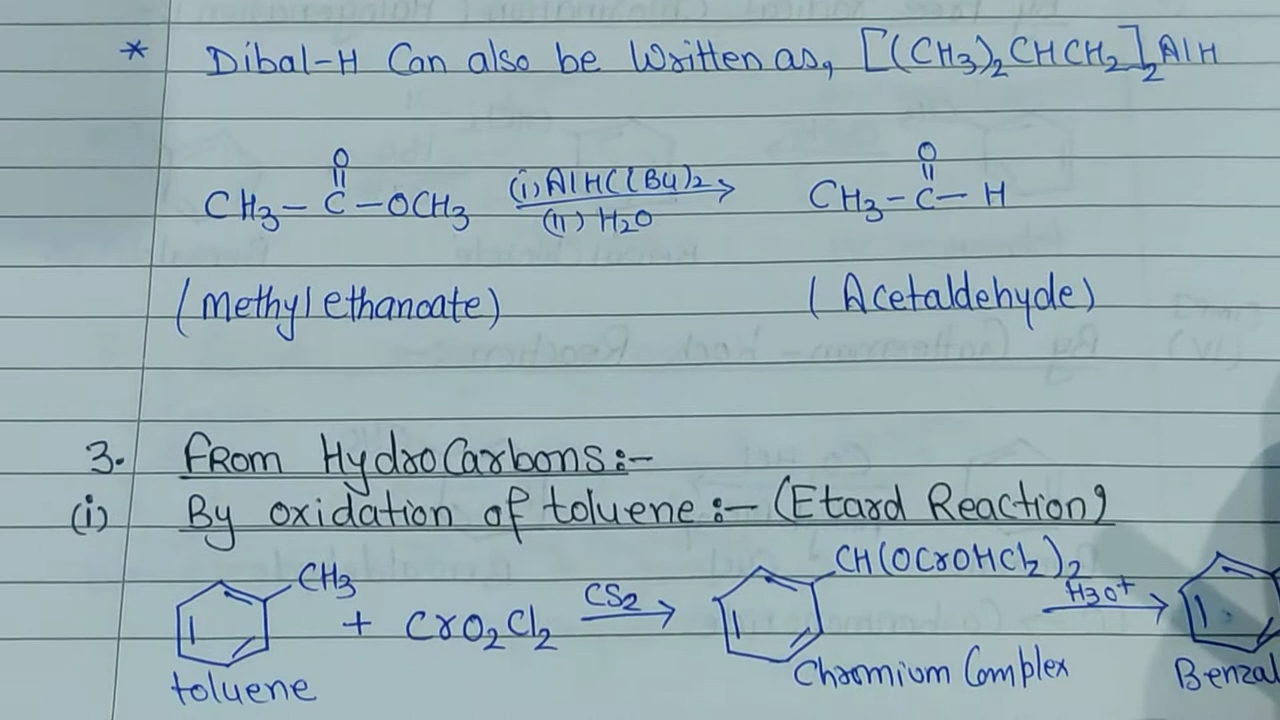 * Dibal-H Can also be Written as, [(CH3)2CHCH2]2AlH
O O
CH3-C-OCH3 (i) AlH(iBu)2 (ii) H2O → CH3-C-H
(Methyl ethanoate) (Acetaldehyde)
3. FROM HydroCarbons:-
(i) By oxidation of toluene:- (Etard Reaction)
CH3 + CrO2Cl2 CS2 → CH(OCrOHCl2)2 H3O+ →
toluene Chromium Complex Benzal